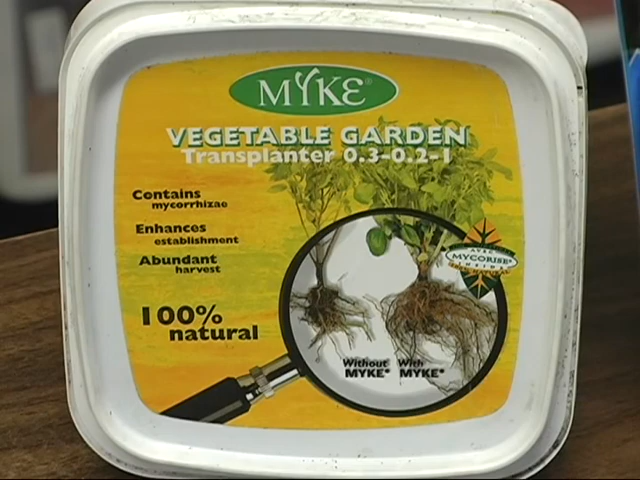 MYKE®
VEGETABLE GARDEN
Transplanter 0.3-0.2-1
Contains
mycorrhizae
Enhances
establishment
Abundant
harvest
100%
natural
MYCORISE®
Without With
MYKE® MYKE®